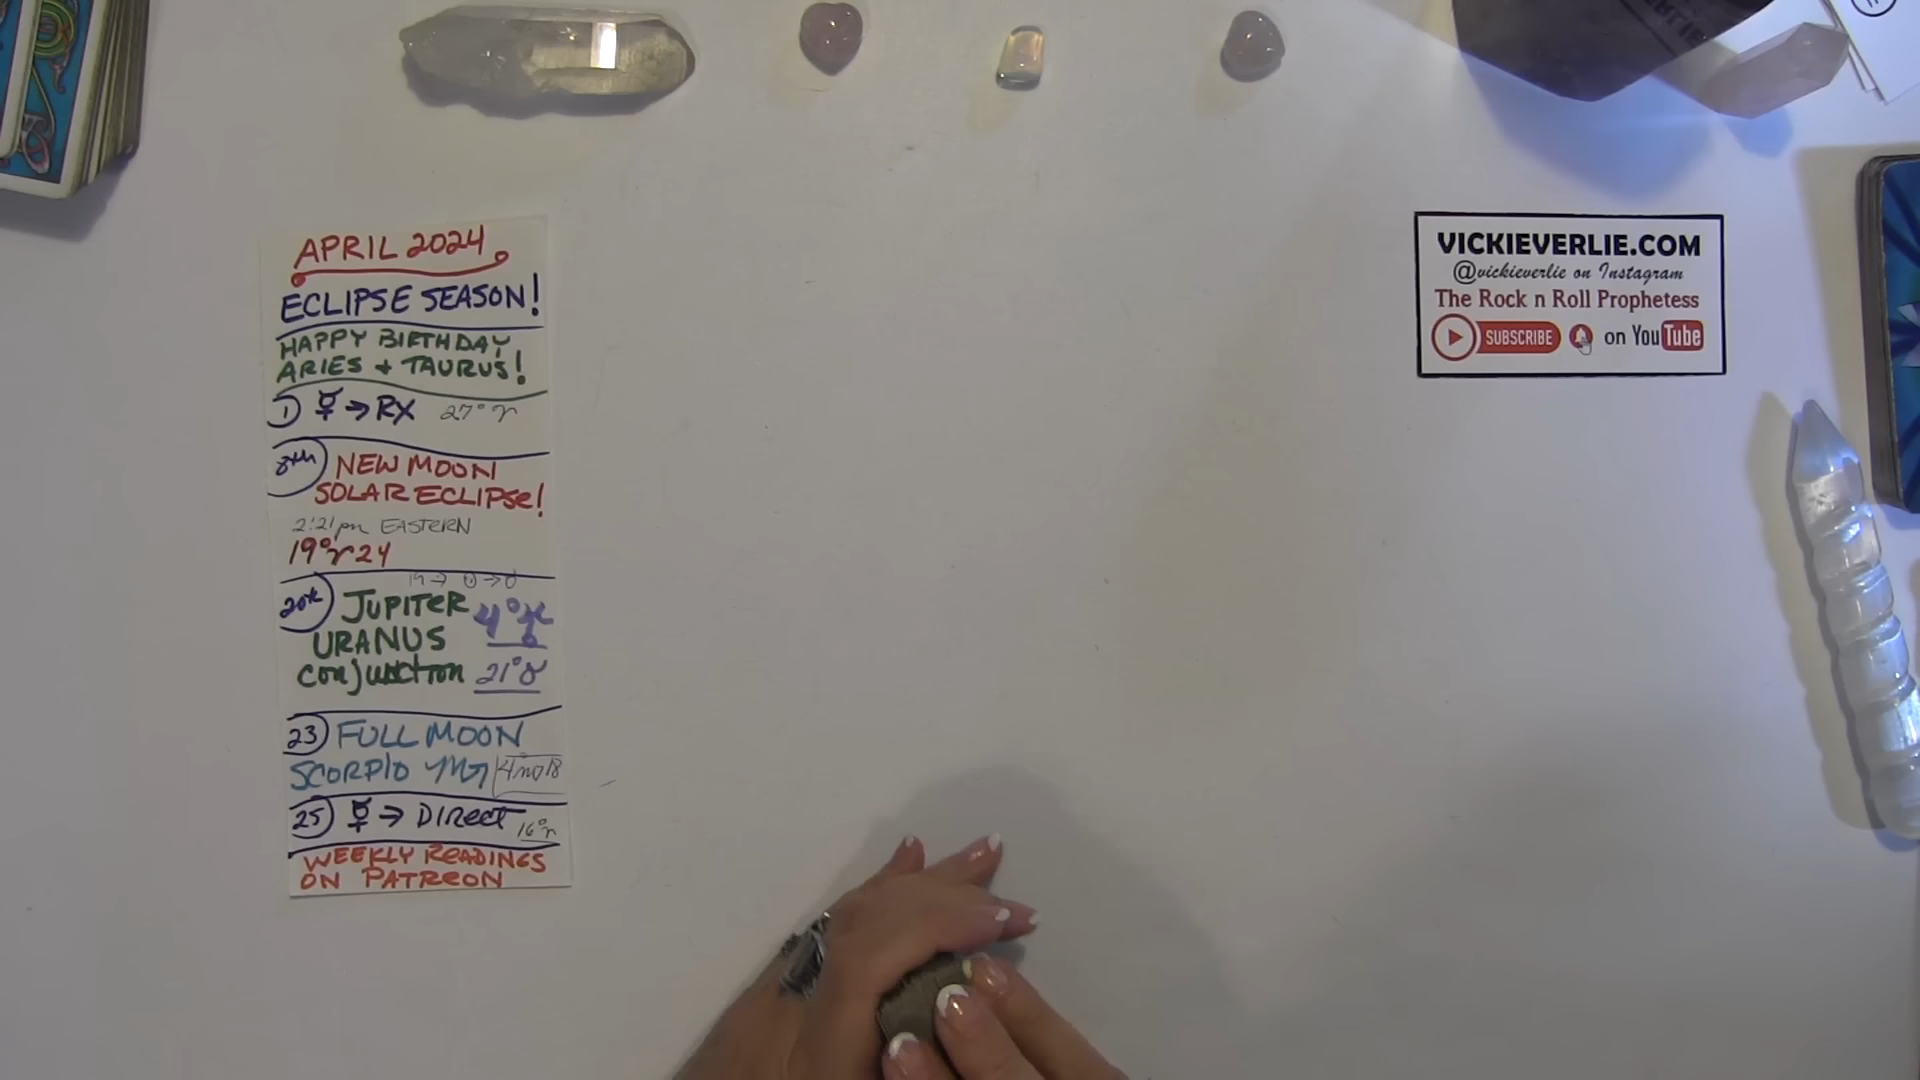 APRIL 2024
ECLIPSE SEASON!
HAPPY BIRTHDAY
ARIES + TAURUS!
1 ☿ → RX 27° ♈
8th NEW MOON
SOLAR ECLIPSE!
2:21pm EASTERN
19°♈24
20th JUPITER
URANUS
conjunction 21°♉
23 FULL MOON
SCORPIO ♏
25 ☿ → DIRECT 16°♈
WEEKLY READINGS
ON PATREON
VICKIEVERLIE.COM
@vickieverlie on Instagram
The Rock n Roll Prophetess
SUBSCRIBE on YouTube